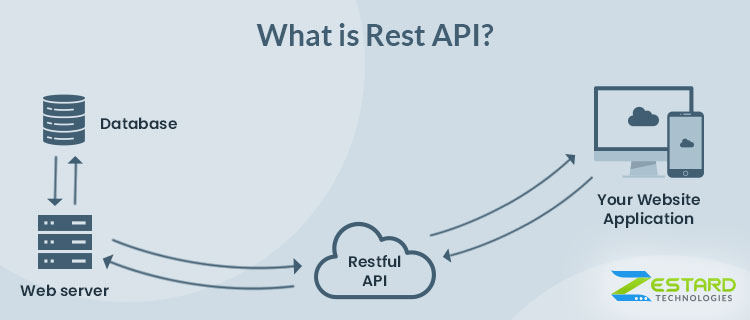 What is Rest API?
Database
Web server
Restful
API
Your Website
Application
ZESTARD
TECHNOLOGIES